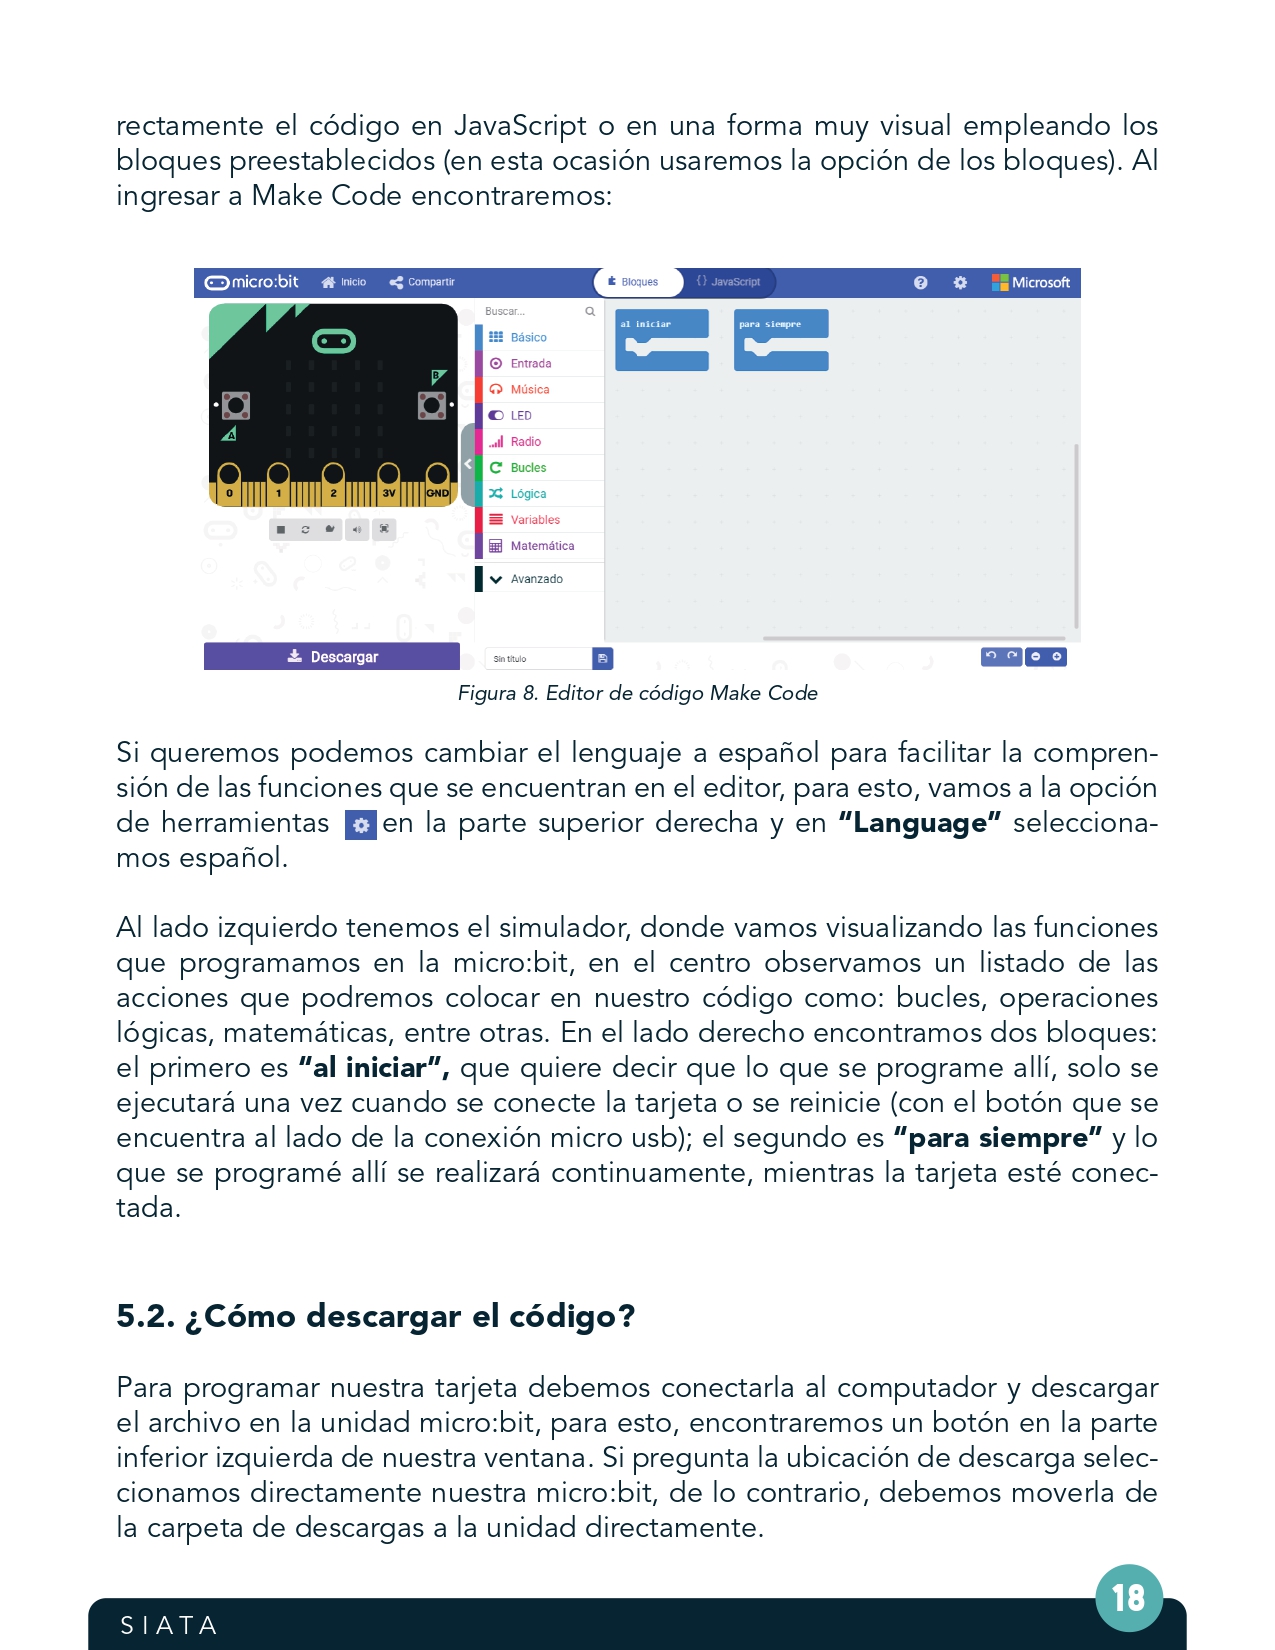 rectamente el código en JavaScript o en una forma muy visual empleando los
bloques preestablecidos (en esta ocasión usaremos la opción de los bloques). Al
ingresar a Make Code encontraremos:
micro:bit Inicio Compartir Bloques {} JavaScript ? Microsoft
Buscar...
Básico
Entrada
Música
LED
Radio
Bucles
Lógica
Variables
Matemática
Avanzado
al iniciar
para siempre
B
A
0 1 2 3V GND
Descargar
Sin título
Figura 8. Editor de código Make Code
Si queremos podemos cambiar el lenguaje a español para facilitar la compren-
sión de las funciones que se encuentran en el editor, para esto, vamos a la opción
de herramientas en la parte superior derecha y en “Language” selecciona-
mos español.
Al lado izquierdo tenemos el simulador, donde vamos visualizando las funciones
que programamos en la micro:bit, en el centro observamos un listado de las
acciones que podremos colocar en nuestro código como: bucles, operaciones
lógicas, matemáticas, entre otras. En el lado derecho encontramos dos bloques:
el primero es “al iniciar”, que quiere decir que lo que se programe allí, solo se
ejecutará una vez cuando se conecte la tarjeta o se reinicie (con el botón que se
encuentra al lado de la conexión micro usb); el segundo es “para siempre” y lo
que se programé allí se realizará continuamente, mientras la tarjeta esté conec-
tada.
5.2. ¿Cómo descargar el código?
Para programar nuestra tarjeta debemos conectarla al computador y descargar
el archivo en la unidad micro:bit, para esto, encontraremos un botón en la parte
inferior izquierda de nuestra ventana. Si pregunta la ubicación de descarga selec-
cionamos directamente nuestra micro:bit, de lo contrario, debemos moverla de
la carpeta de descargas a la unidad directamente.
18
SIATA